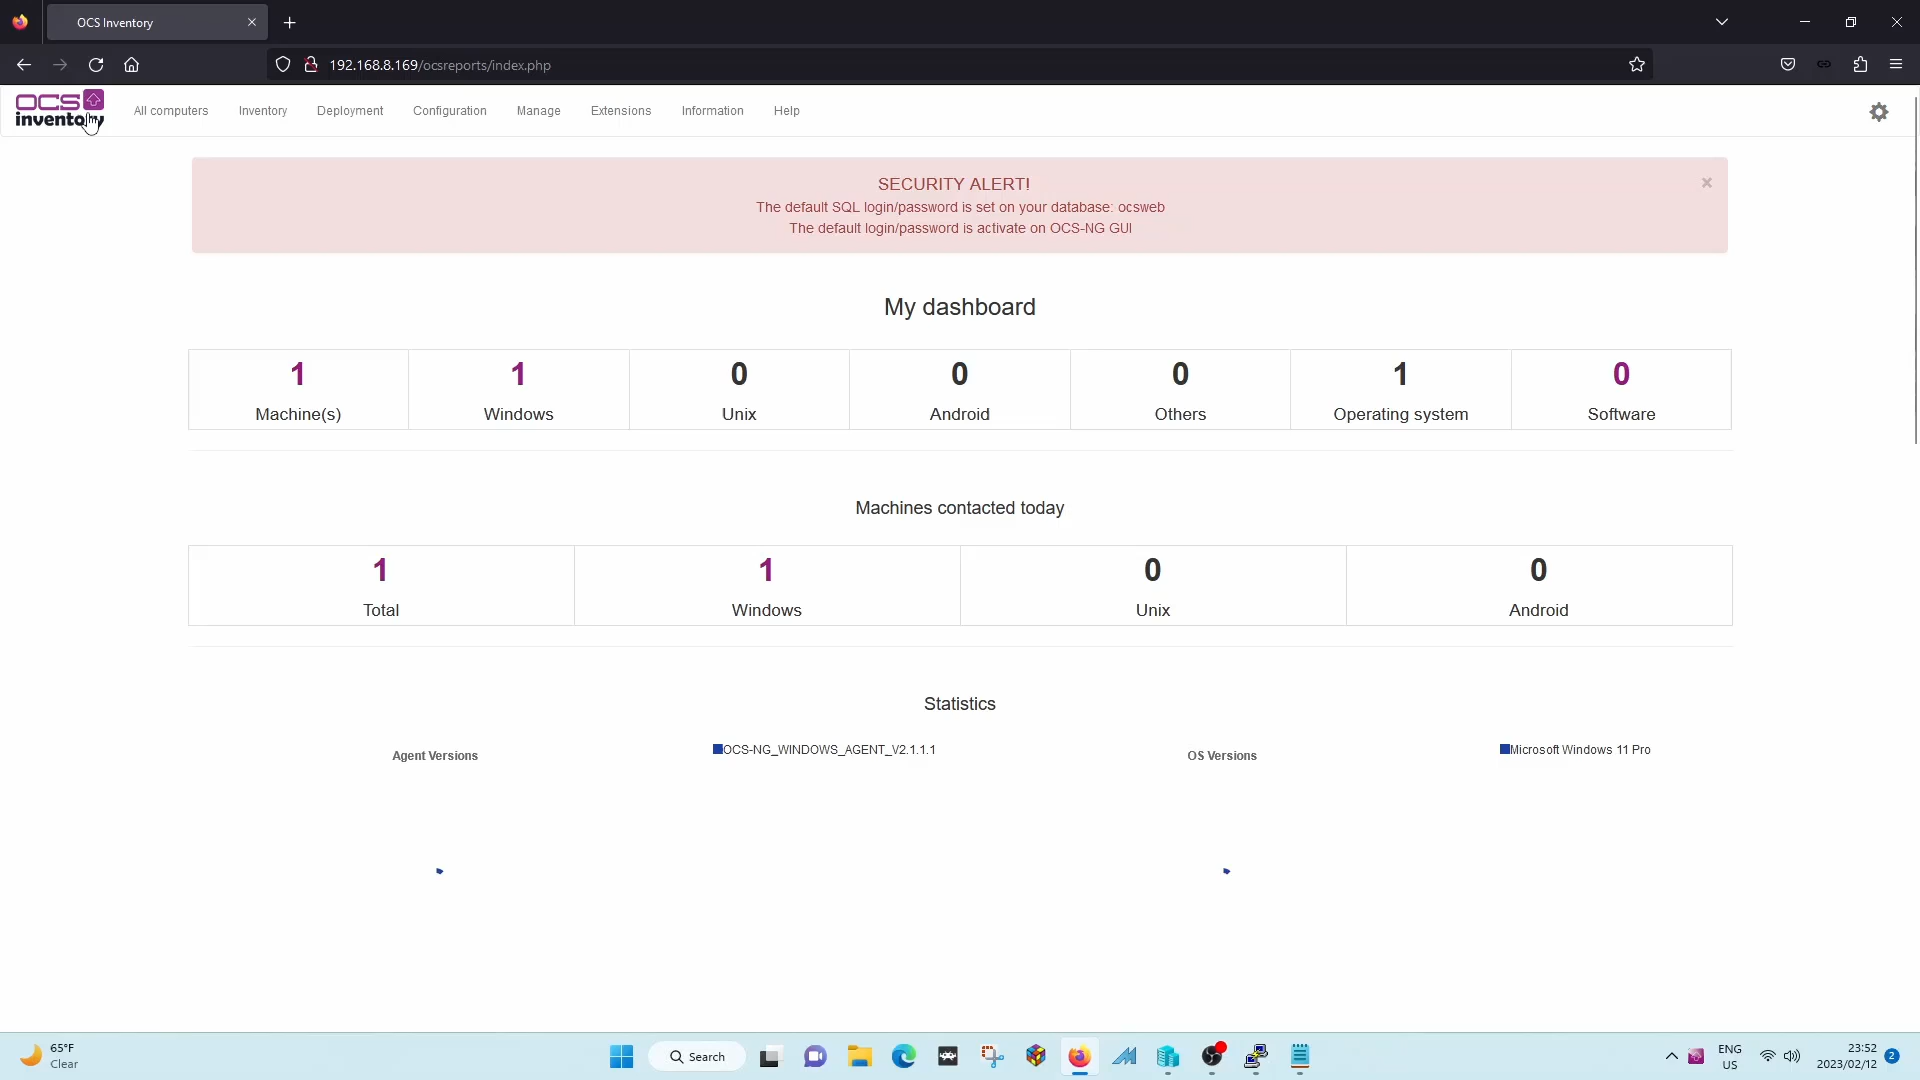 OCS Inventory
192.168.8.169/ocsreports/index.php
OCS
inventory
All computers
Inventory
Deployment
Configuration
Manage
Extensions
Information
Help
SECURITY ALERT!
The default SQL login/password is set on your database: ocsweb
The default login/password is activate on OCS-NG GUI
My dashboard
1
Machine(s)
1
Windows
0
Unix
0
Android
0
Others
1
Operating system
0
Software
Machines contacted today
1
Total
1
Windows
0
Unix
0
Android
Statistics
Agent Versions
OCS-NG_WINDOWS_AGENT_V2.1.1.1
OS Versions
Microsoft Windows 11 Pro
65°F
Clear
Search
ENG
US
23:52
2023/02/12
2